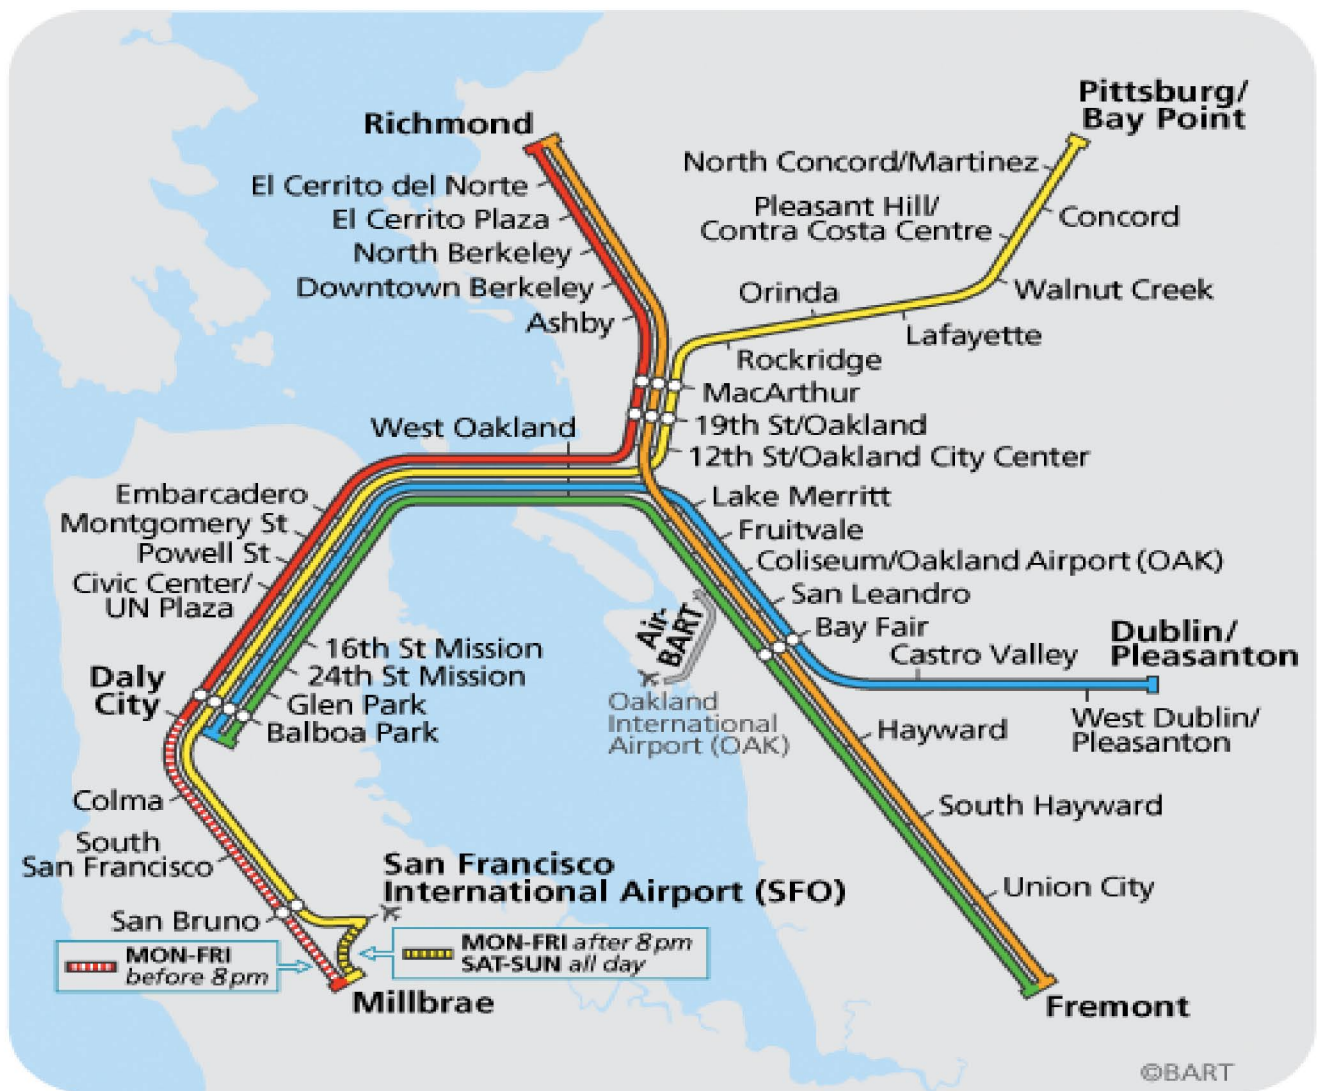 Richmond
El Cerrito del Norte
El Cerrito Plaza
North Berkeley
Downtown Berkeley
Ashby
Pittsburg/
Bay Point
North Concord/Martinez
Concord
Pleasant Hill/
Contra Costa Centre
Walnut Creek
Orinda
Lafayette
Rockridge
MacArthur
19th St/Oakland
12th St/Oakland City Center
West Oakland
Lake Merritt
Fruitvale
Coliseum/Oakland Airport (OAK)
San Leandro
Bay Fair
Castro Valley
Dublin/
Pleasanton
West Dublin/
Pleasanton
Embarcadero
Montgomery St
Powell St
Civic Center/
UN Plaza
16th St Mission
24th St Mission
Glen Park
Balboa Park
Daly
City
Air-
BART
Oakland
International
Airport (OAK)
Hayward
South Hayward
Union City
Fremont
Colma
South
San Francisco
San Bruno
San Francisco
International Airport (SFO)
MON-FRI
before 8pm
MON-FRI after 8pm
SAT-SUN all day
Millbrae
©BART